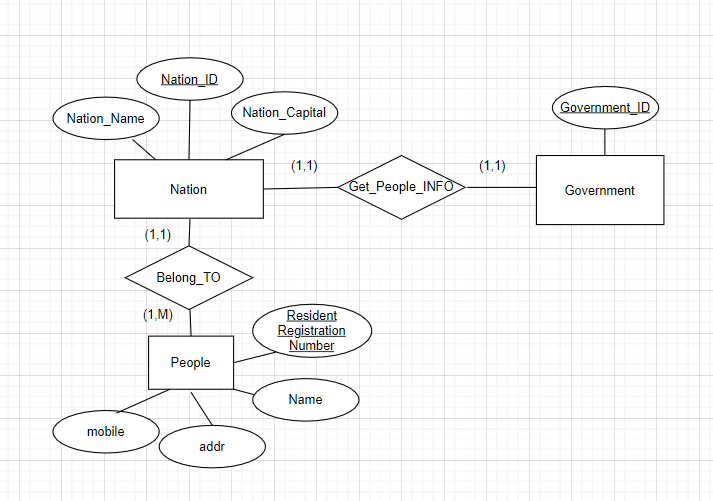 Nation_ID
Nation_Name
Nation_Capital
Government_ID
(1,1)
(1,1)
Nation
Get_People_INFO
Government
(1,1)
Belong_TO
(1,M)
Resident
Registration
Number
People
Name
mobile
addr